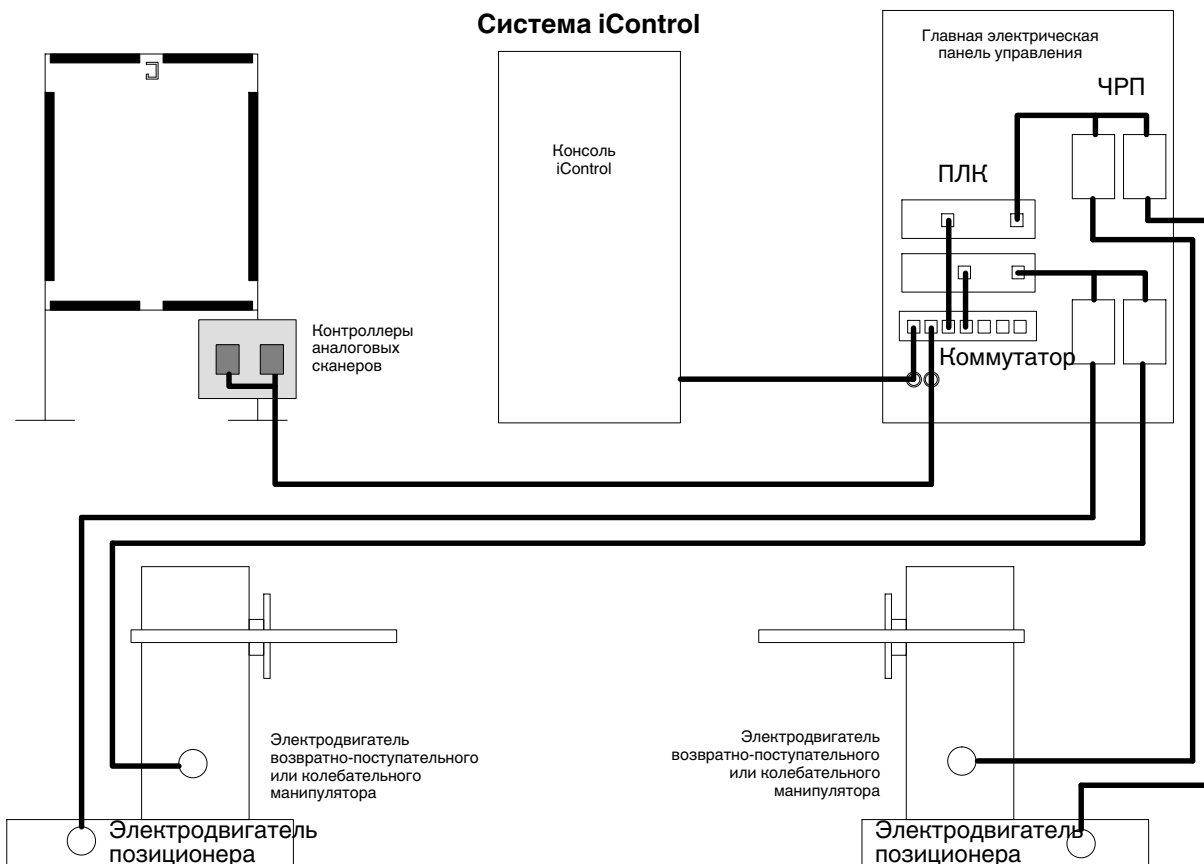 Система iControl
Главная электрическая
панель управления
ЧРП
Консоль
iControl
ПЛК
Контроллеры
аналоговых
сканеров
Коммутатор
Электродвигатель
возвратно-поступательного
или колебательного
манипулятора
Электродвигатель
возвратно-поступательного
или колебательного
манипулятора
Электродвигатель
позиционера
Электродвигатель
позиционера